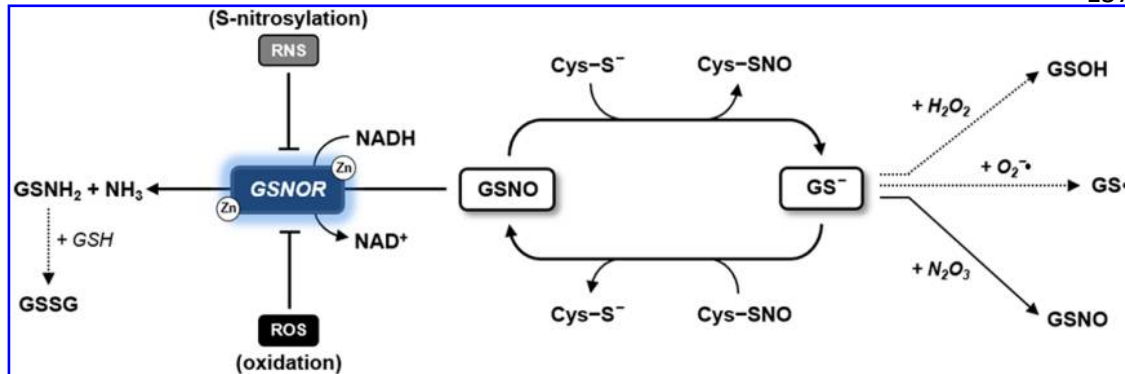 (S-nitrosylation)
RNS
NADH
Zn
GSNOR
Zn
NAD⁺
ROS
(oxidation)
GSNH₂ + NH₃
+ GSH
GSSG
GSNO
Cys–S⁻
Cys–SNO
GS⁻
Cys–S⁻
Cys–SNO
+ H₂O₂
GSOH
+ O₂⁻•
GS•
+ N₂O₃
GSNO